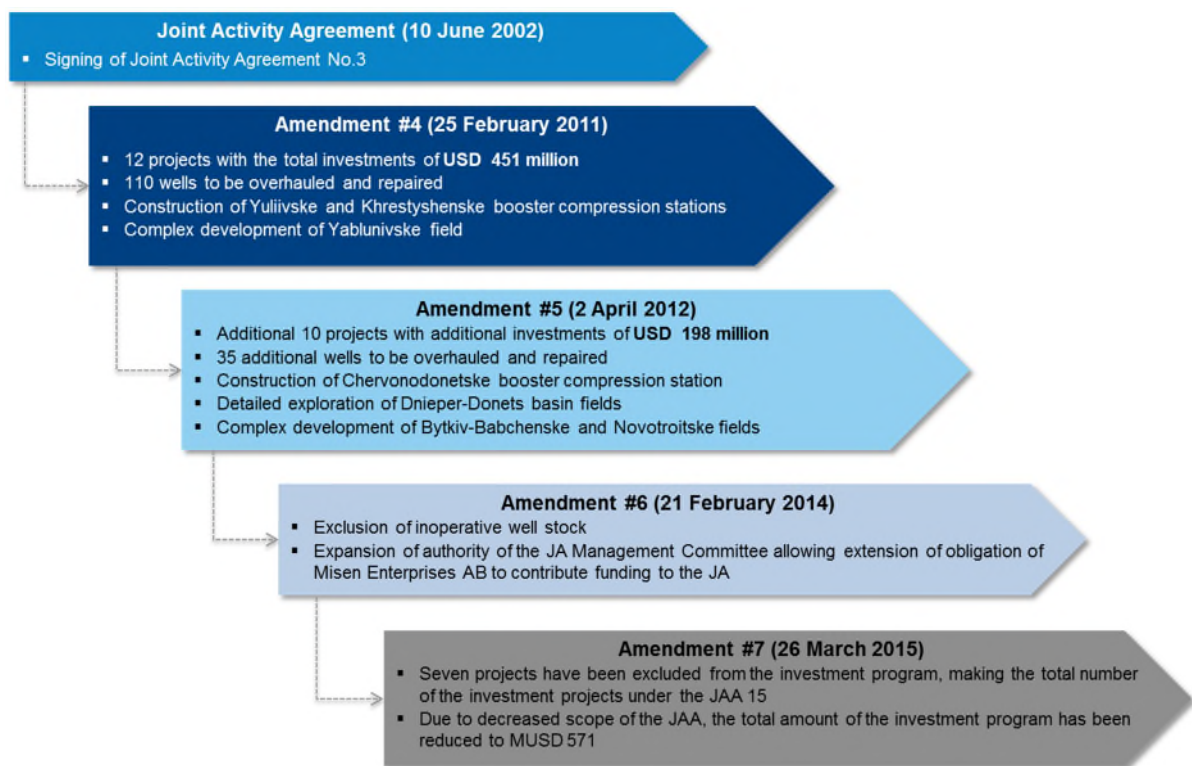 Joint Activity Agreement (10 June 2002)
▪ Signing of Joint Activity Agreement No.3
Amendment #4 (25 February 2011)
▪ 12 projects with the total investments of USD 451 million
▪ 110 wells to be overhauled and repaired
▪ Construction of Yuliivske and Khrestyshenske booster compression stations
▪ Complex development of Yablunivske field
Amendment #5 (2 April 2012)
▪ Additional 10 projects with additional investments of USD 198 million
▪ 35 additional wells to be overhauled and repaired
▪ Construction of Chervonodonetske booster compression station
▪ Detailed exploration of Dnieper-Donets basin fields
▪ Complex development of Bytkiv-Babchenske and Novotroitske fields
Amendment #6 (21 February 2014)
▪ Exclusion of inoperative well stock
▪ Expansion of authority of the JA Management Committee allowing extension of obligation of
Misen Enterprises AB to contribute funding to the JA
Amendment #7 (26 March 2015)
▪ Seven projects have been excluded from the investment program, making the total number
of the investment projects under the JAA 15
▪ Due to decreased scope of the JAA, the total amount of the investment program has been
reduced to MUSD 571